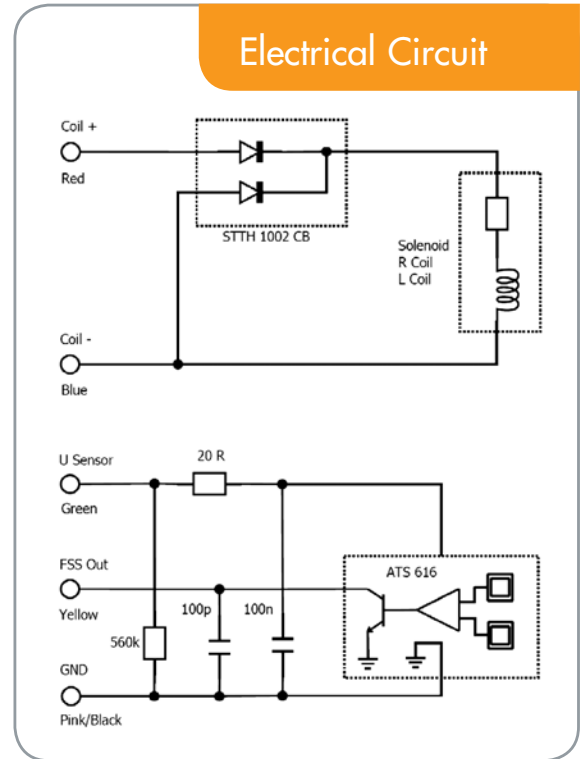 Electrical Circuit
Coil +
Red
STTH 1002 CB
Solenoid
R Coil
L Coil
Coil -
Blue
U Sensor
20 R
Green
FSS Out
ATS 616
Yellow
100p
100n
560k
GND
Pink/Black